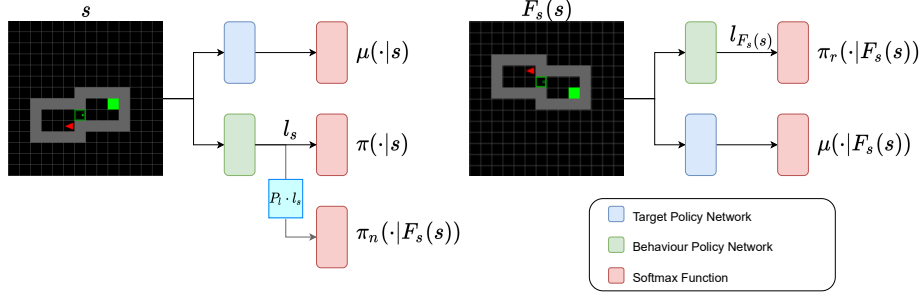 s
μ(·|s)
l_s
π(·|s)
P_l · l_s
π_n(·|F_s(s))
F_s(s)
l_{F_s(s)}
π_r(·|F_s(s))
μ(·|F_s(s))
Target Policy Network
Behaviour Policy Network
Softmax Function